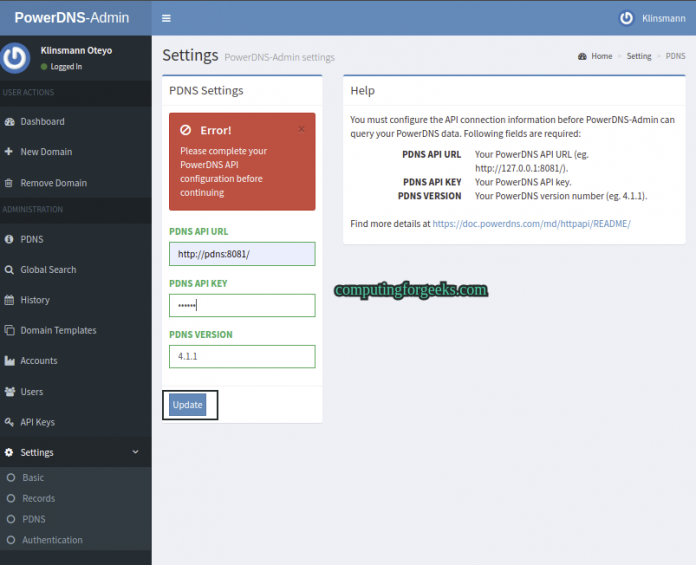 PowerDNS-Admin
Klinsmann
Klinsmann Oteyo
Logged In
USER ACTIONS
Dashboard
New Domain
Remove Domain
ADMINISTRATION
PDNS
Global Search
History
Domain Templates
Accounts
Users
API Keys
Settings
Basic
Records
PDNS
Authentication
Settings PowerDNS-Admin settings
Home > Setting > PDNS
PDNS Settings
Error! ×
Please complete your
PowerDNS API
configuration before
continuing
PDNS API URL
http://pdns:8081/
PDNS API KEY
••••••
PDNS VERSION
4.1.1
Update
Help
You must configure the API connection information before PowerDNS-Admin can
query your PowerDNS data. Following fields are required:
PDNS API URL Your PowerDNS API URL (eg.
http://127.0.0.1:8081/).
PDNS API KEY Your PowerDNS API key.
PDNS VERSION Your PowerDNS version number (eg. 4.1.1).
Find more details at https://doc.powerdns.com/md/httpapi/README/
computingforgeeks.com